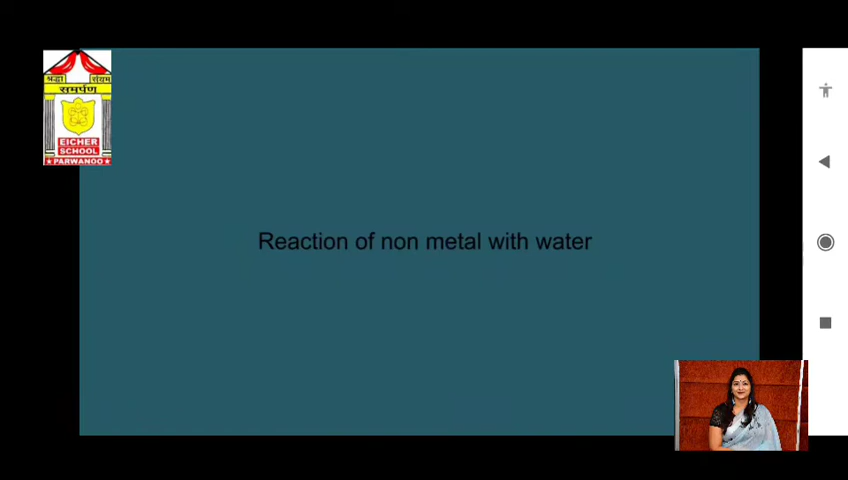 श्रद्धा संयम
समर्पण
EICHER
SCHOOL
★ PARWANOO ★
Reaction of non metal with water